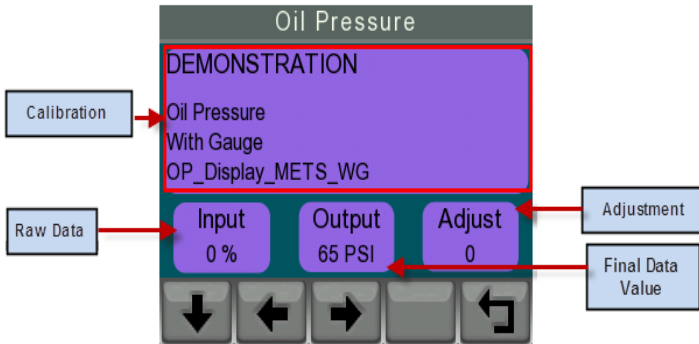 Oil Pressure
DEMONSTRATION
Oil Pressure
With Gauge
OP_Display_METS_WG
Calibration
Input
0 %
Output
65 PSI
Adjust
0
Raw Data
Adjustment
Final Data
Value